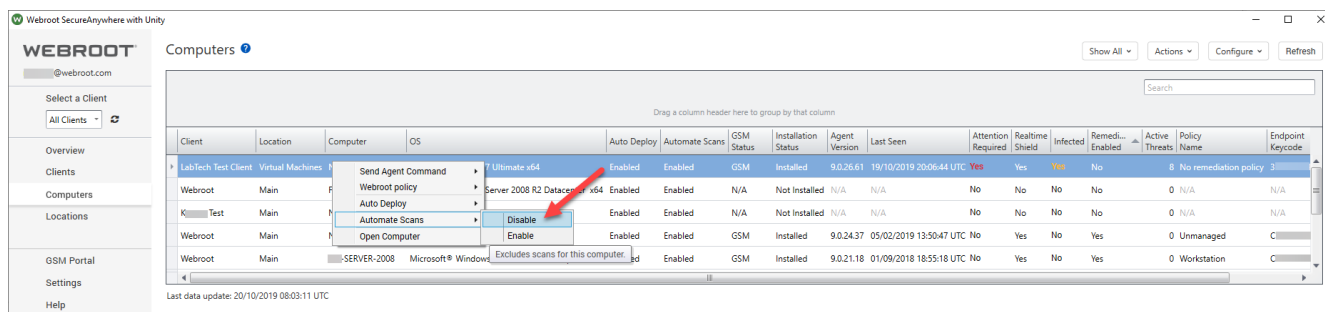 Webroot SecureAnywhere with Unity
WEBROOT
@webroot.com
Select a Client
All Clients
Overview
Clients
Computers
Locations
GSM Portal
Settings
Help
Computers
Show All
Actions
Configure
Refresh
Search
Drag a column header here to group by that column
Client Location Computer OS Auto Deploy Automate Scans GSM Status Installation Status Agent Version Last Seen Attention Required Realtime Shield Infected Remedi... Enabled Active Threats Policy Name Endpoint Keycode
LabTech Test Client Virtual Machines 7 Ultimate x64 Enabled Enabled GSM Installed 9.0.26.61 19/10/2019 20:06:44 UTC Yes Yes Yes No 8 No remediation policy 3
Webroot Main Server 2008 R2 Datacenter x64 Enabled Enabled N/A Not Installed N/A N/A No No No No 0 N/A N/A
K Test Main Enabled Enabled N/A Not Installed N/A N/A No No No No 0 N/A N/A
Webroot Main Enabled Enabled GSM Installed 9.0.24.37 05/02/2019 13:50:47 UTC No Yes No Yes 0 Unmanaged C
Webroot Main -SERVER-2008 Microsoft® Windows Enabled GSM Installed 9.0.21.18 01/09/2018 18:55:18 UTC No Yes No Yes 0 Workstation C
Send Agent Command
Webroot policy
Auto Deploy
Automate Scans
Open Computer
Disable
Enable
Excludes scans for this computer.
Last data update: 20/10/2019 08:03:11 UTC